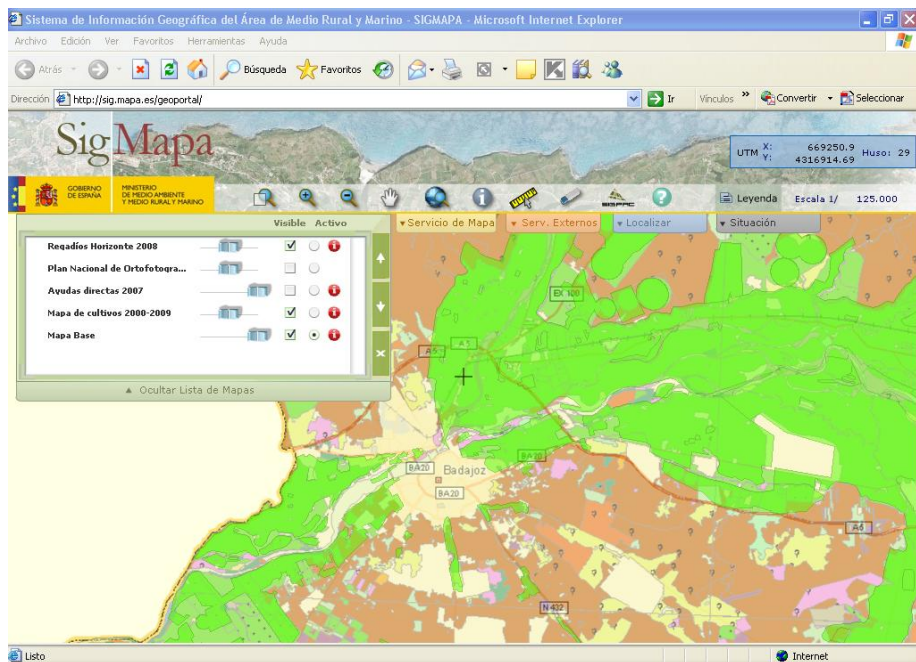 Sistema de Información Geográfica del Área de Medio Rural y Marino - SIGMAPA - Microsoft Internet Explorer
Archivo Edición Ver Favoritos Herramientas Ayuda
Atrás Búsqueda Favoritos
Dirección http://sig.mapa.es/geoportal/ Ir Vínculos » Convertir Seleccionar
SigMapa
UTM X: 669250.9 Huso: 29
Y: 4316914.69
GOBIERNO DE ESPAÑA
MINISTERIO DE MEDIO AMBIENTE Y MEDIO RURAL Y MARINO
SIGPAC
Leyenda Escala 1/ 125.000
Visible Activo
Servicio de Mapa
Serv. Externos
Localizar
Situación
Regadíos Horizonte 2008
Plan Nacional de Ortofotogra...
Ayudas directas 2007
Mapa de cultivos 2000-2009
Mapa Base
Ocultar Lista de Mapas
EX 100
A5 A5
BA20 Badajoz BA20
BA20
N432
Listo Internet